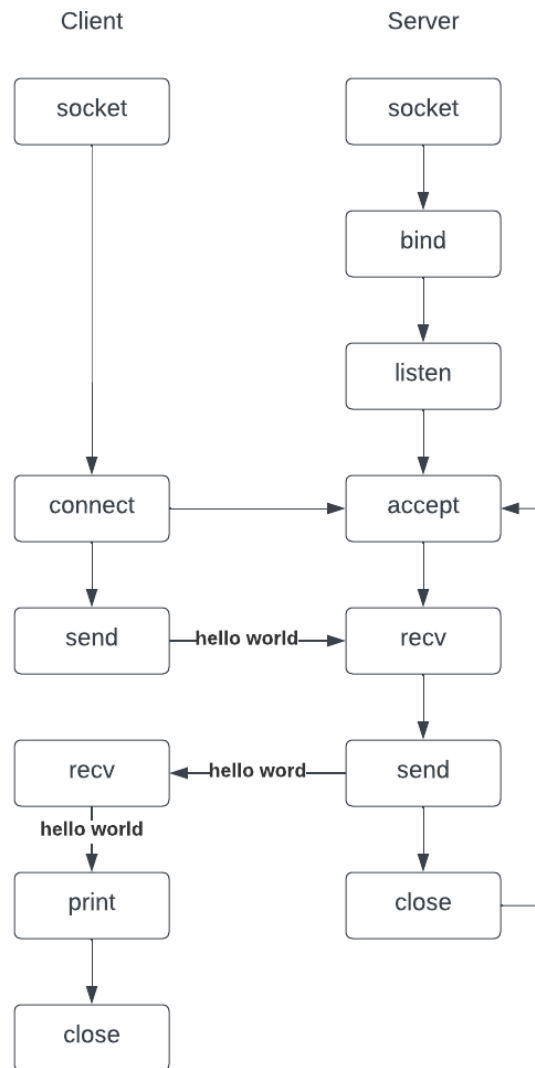 Client
Server
socket
socket
bind
listen
connect
accept
send
hello world
recv
recv
hello word
send
hello world
print
close
close